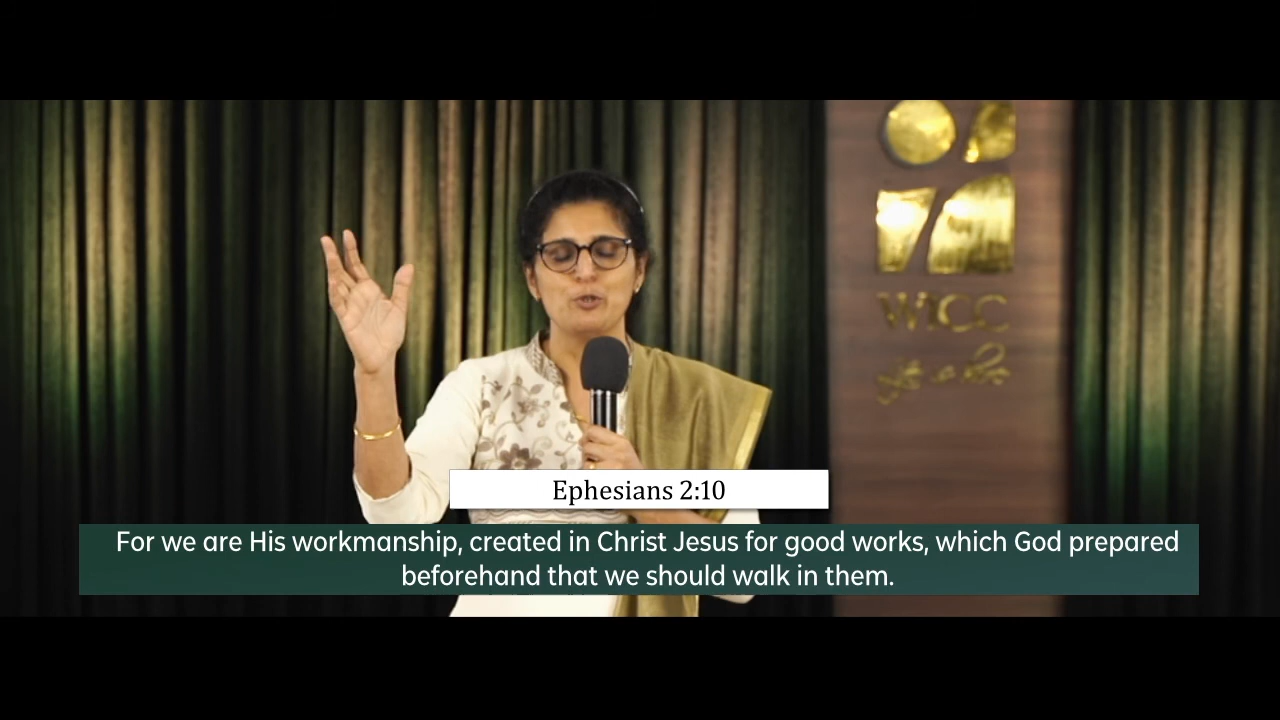 WICC
Ephesians 2:10
For we are His workmanship, created in Christ Jesus for good works, which God prepared
beforehand that we should walk in them.